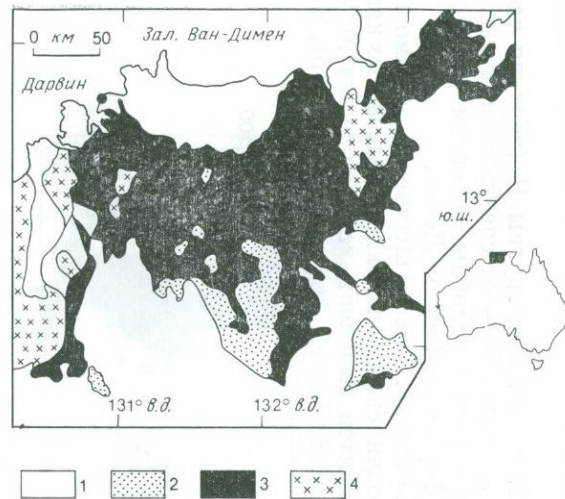 0 км 50
Зал. Ван-Димен
Дарвин
13°
ю.ш.
131° в.д.
132° в.д.
1
2
3
4